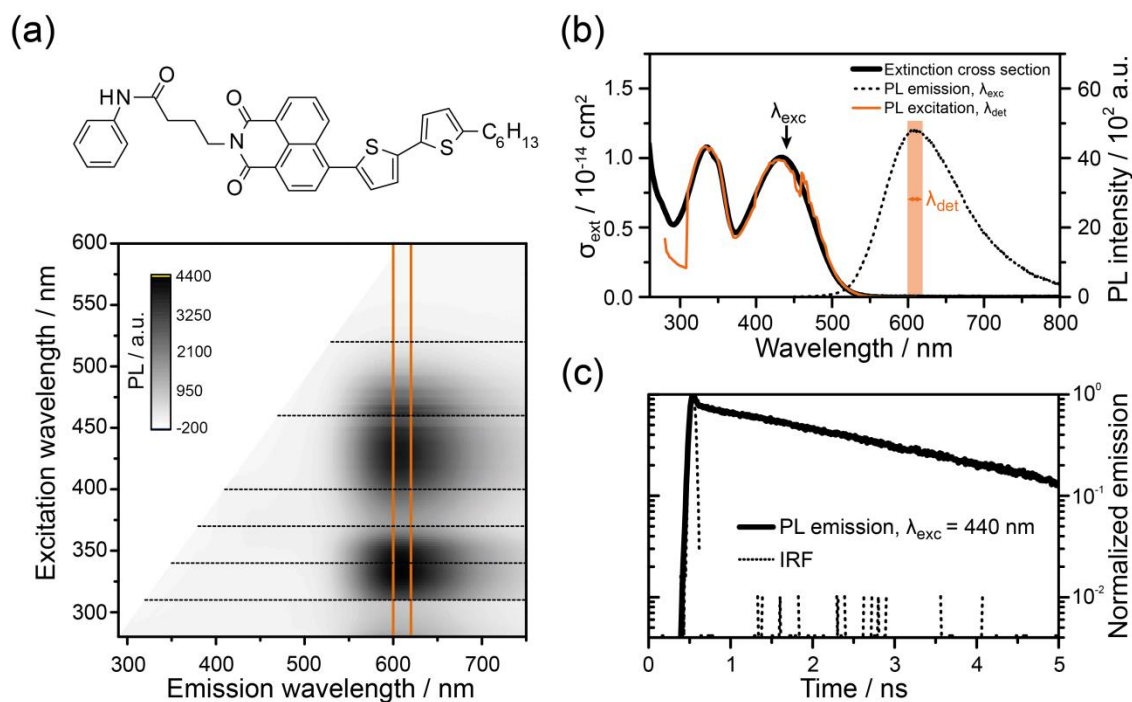 (a)
O
HN
O
N
O
S
S
C6H13
600
550
500
450
400
350
300
Excitation wavelength / nm
PL / a.u.
4400
3250
2100
950
-200
300 400 500 600 700
Emission wavelength / nm
(b)
1.5
1.0
0.5
0.0
σext / 10-14 cm2
Extinction cross section
PL emission, λexc
PL excitation, λdet
λexc
λdet
60
40
20
0
PL intensity / 102 a.u.
300 400 500 600 700 800
Wavelength / nm
(c)
PL emission, λexc = 440 nm
IRF
100
10-1
10-2
Normalized emission
0 1 2 3 4 5
Time / ns